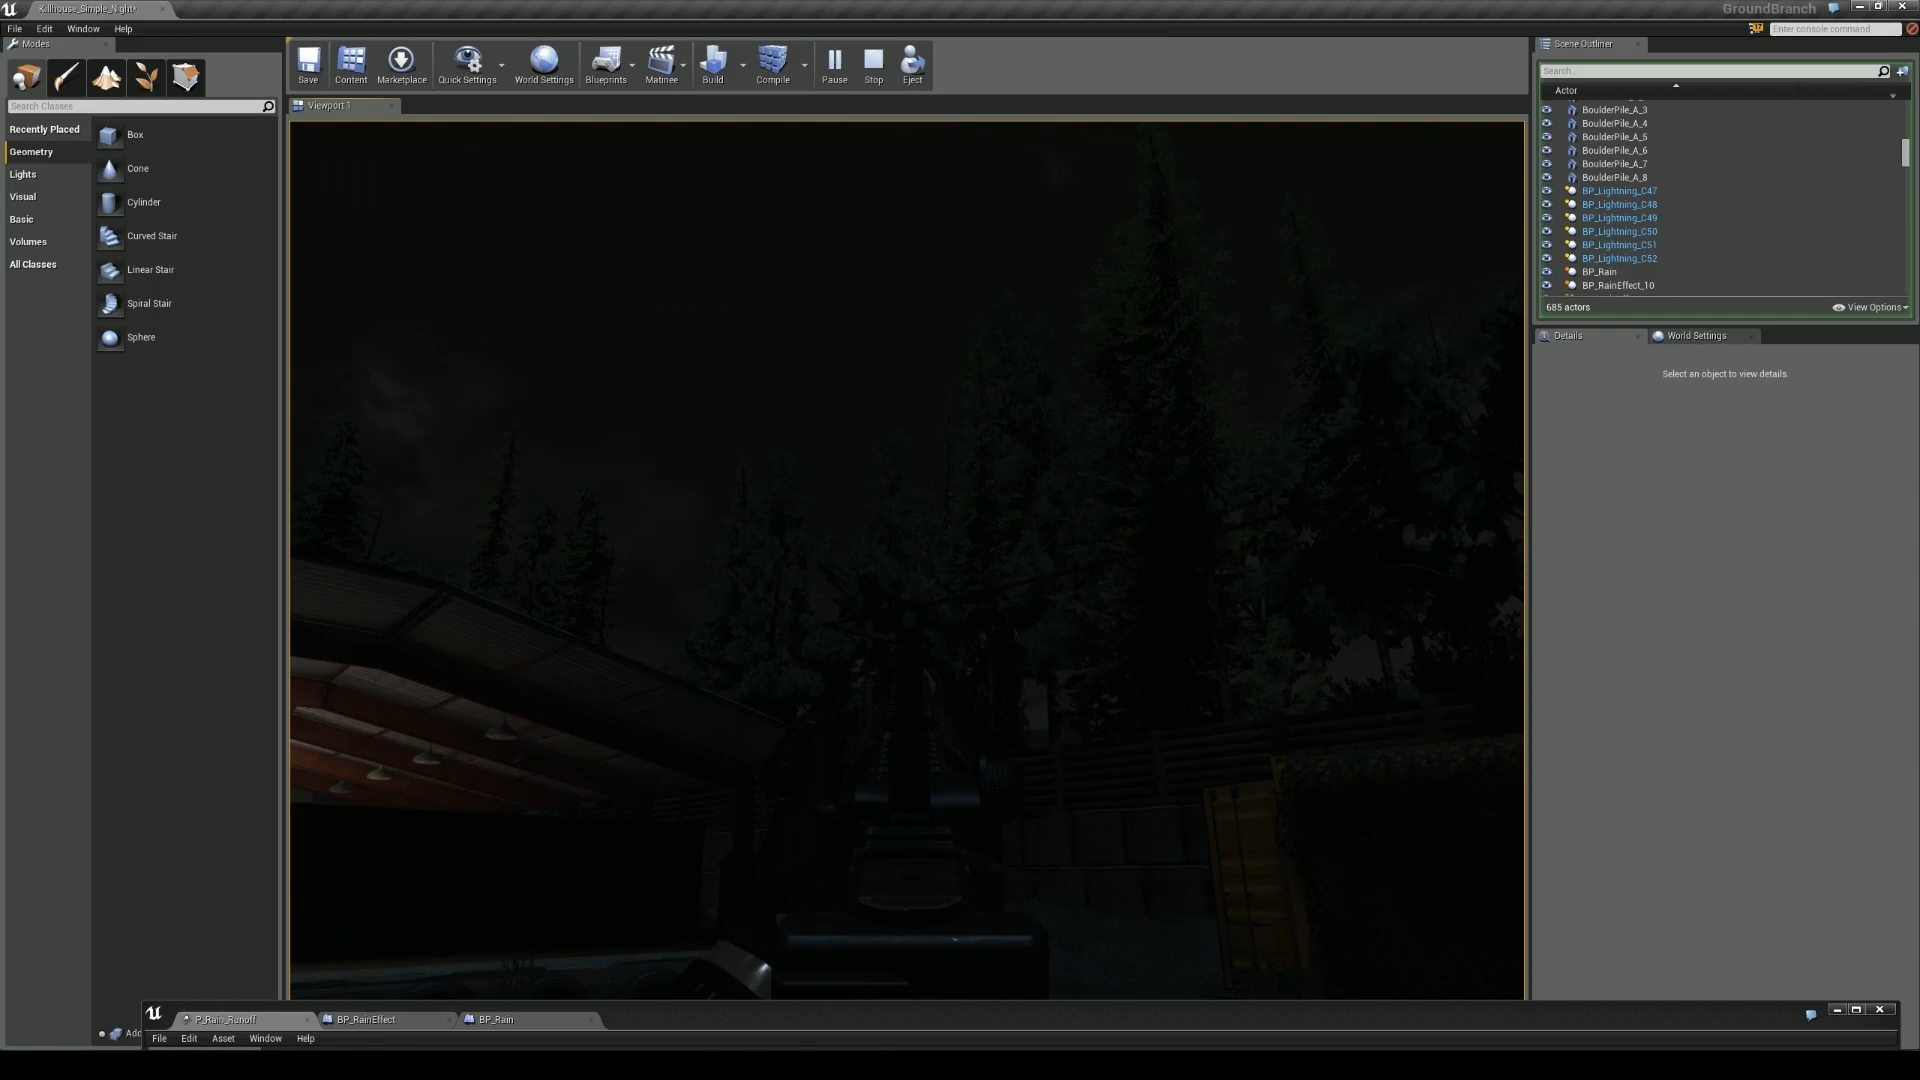 Killhouse_Simple_Night*
GroundBranch
File Edit Window Help
Enter console command
Modes
Scene Outliner
Save Content Marketplace Quick Settings World Settings Blueprints Matinee Build Compile Pause Stop Eject
Search Classes
Viewport 1
Search...
Actor
Recently Placed
Geometry
Lights
Visual
Basic
Volumes
All Classes
Box
Cone
Cylinder
Curved Stair
Linear Stair
Spiral Stair
Sphere
BoulderPile_A_3
BoulderPile_A_4
BoulderPile_A_5
BoulderPile_A_6
BoulderPile_A_7
BoulderPile_A_8
BP_Lightning_C47
BP_Lightning_C48
BP_Lightning_C49
BP_Lightning_C50
BP_Lightning_C51
BP_Lightning_C52
BP_Rain
BP_RainEffect_10
685 actors
View Options
Details
World Settings
Select an object to view details.
Add
P_Rain_Runoff BP_RainEffect BP_Rain
File Edit Asset Window Help